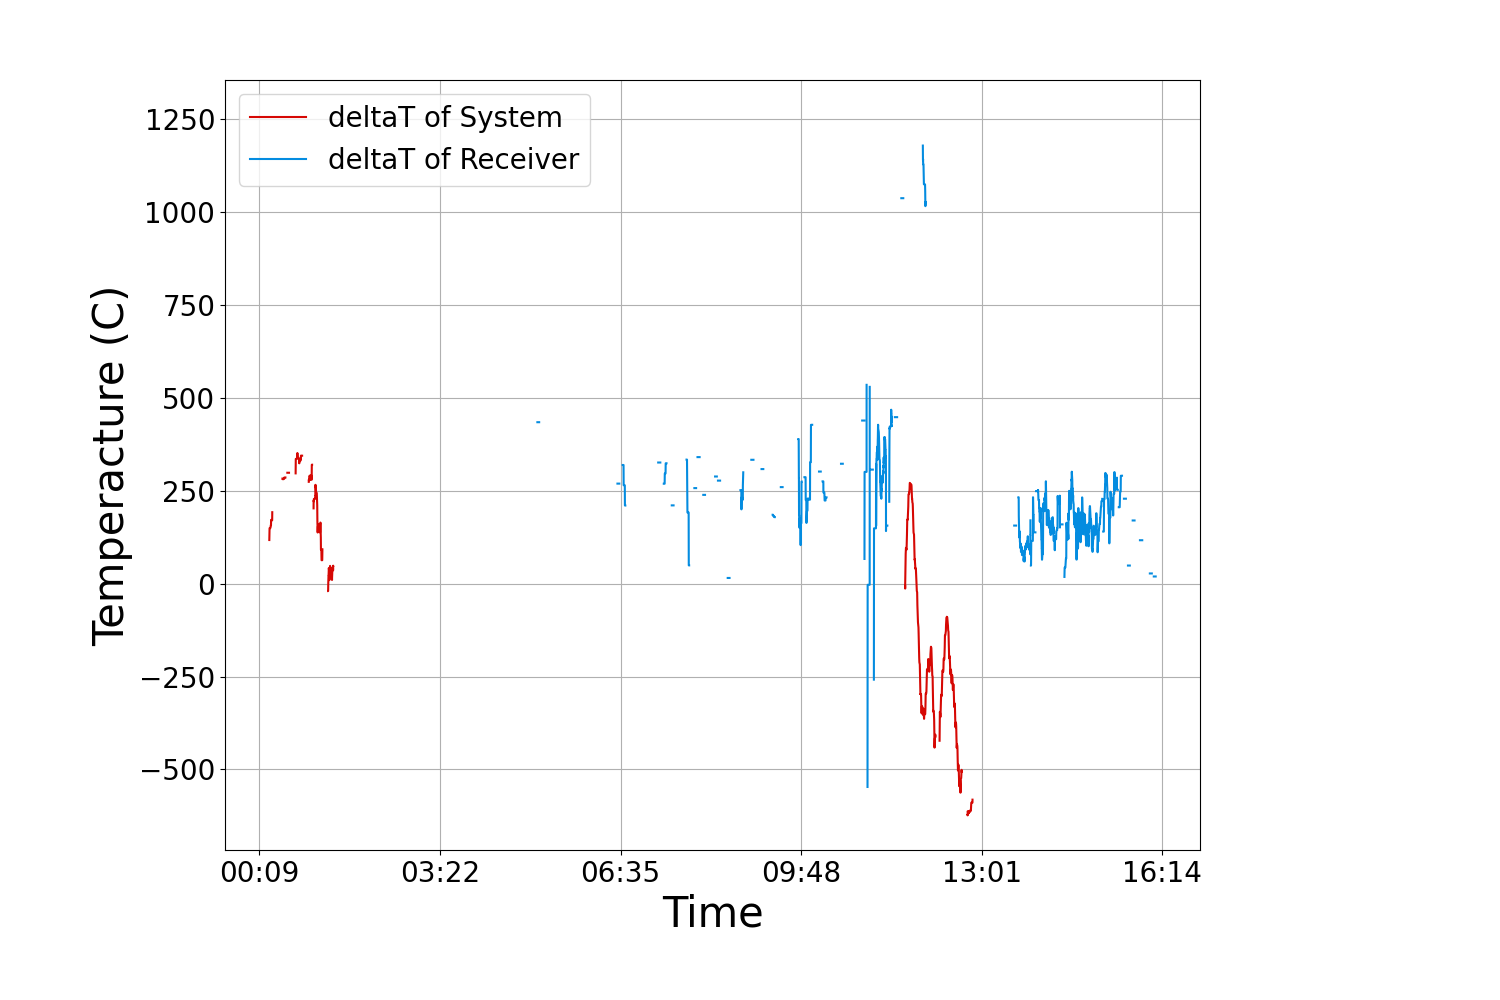 deltaT of System
deltaT of Receiver
1250
1000
750
500
250
0
−250
−500
Temperacture (C)
00:09 03:22 06:35 09:48 13:01 16:14
Time